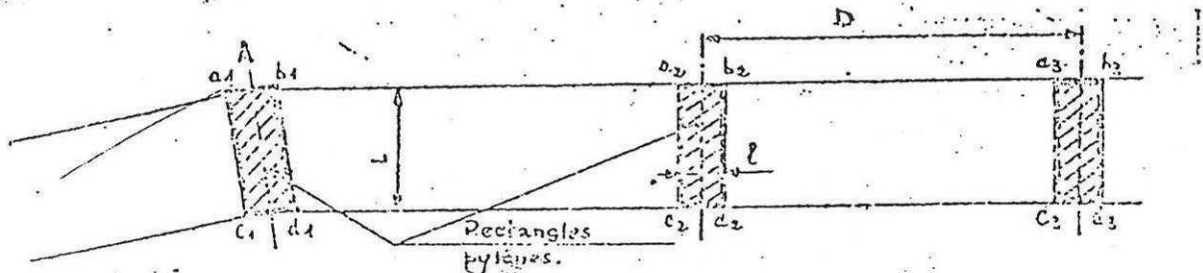 D
A
a1 b1 a2 b2 a3 b3
L
l
c1 d1 c2 d2 c3 d3
Rectangles
pylônes.